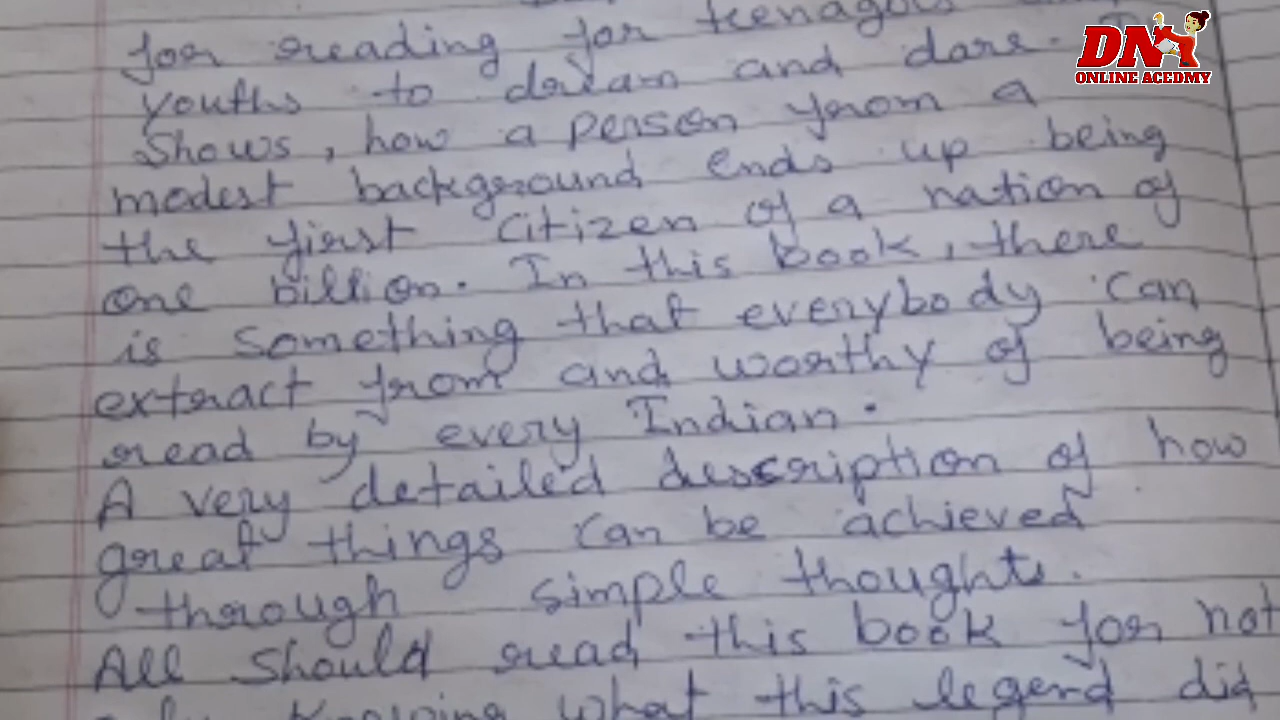 for reading for teenagers
youths to dream and dare. It
shows, how a person from a
modest background ends up being
the first citizen of a nation of
one billion. In this book, there
is something that everybody can
extract from and worthy of being
read by every Indian.
A very detailed description of how
great things can be achieved
through simple thoughts.
All should read this book for not
knowing what this legend did
DN
ONLINE ACEDMY